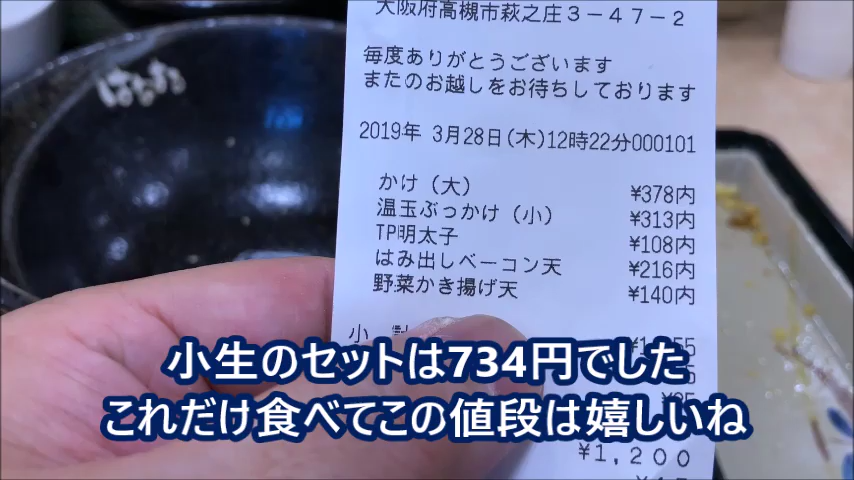 はなまる
大阪府高槻市萩之庄3-47-2
毎度ありがとうございます
またのお越しをお待ちしております
2019年 3月28日(木)12時22分000101
かけ(大) ¥378内
温玉ぶっかけ(小) ¥313内
TP明太子 ¥108内
はみ出しベーコン天 ¥216内
野菜かき揚げ天 ¥140内
小
小生のセットは734円でした
これだけ食べてこの値段は嬉しいね
¥1,200